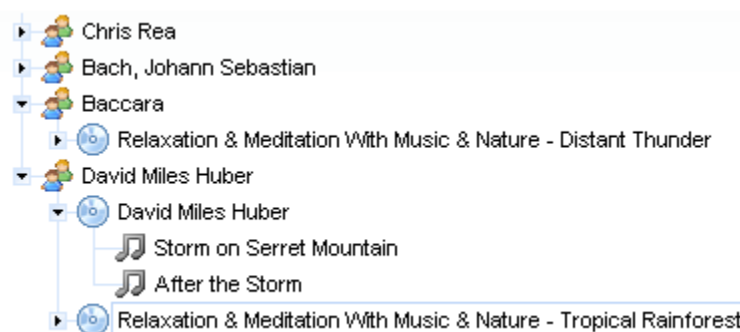 Chris Rea
Bach, Johann Sebastian
Baccara
Relaxation & Meditation With Music & Nature - Distant Thunder
David Miles Huber
David Miles Huber
Storm on Serret Mountain
After the Storm
Relaxation & Meditation With Music & Nature - Tropical Rainforest